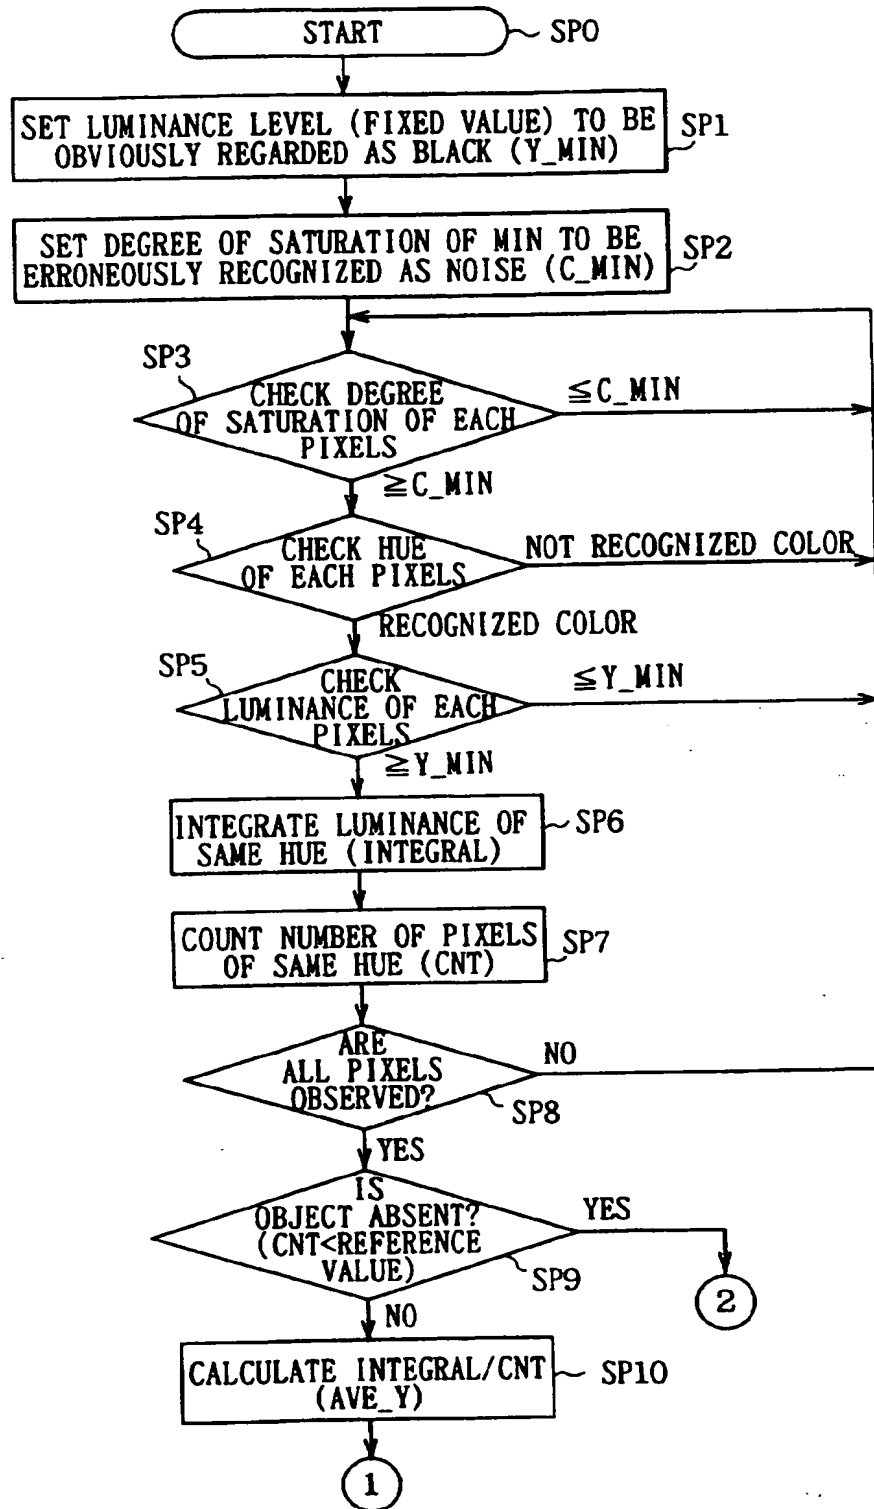 START
SP0
SET LUMINANCE LEVEL (FIXED VALUE) TO BE
OBVIOUSLY REGARDED AS BLACK (Y_MIN)
SP1
SET DEGREE OF SATURATION OF MIN TO BE
ERRONEOUSLY RECOGNIZED AS NOISE (C_MIN)
SP2
SP3
CHECK DEGREE
OF SATURATION OF EACH
PIXELS
≦C_MIN
≧C_MIN
SP4
CHECK HUE
OF EACH PIXELS
NOT RECOGNIZED COLOR
RECOGNIZED COLOR
SP5
CHECK
LUMINANCE OF EACH
PIXELS
≦Y_MIN
≧Y_MIN
INTEGRATE LUMINANCE OF
SAME HUE (INTEGRAL)
SP6
COUNT NUMBER OF PIXELS
OF SAME HUE (CNT)
SP7
ARE
ALL PIXELS
OBSERVED?
NO
SP8
YES
IS
OBJECT ABSENT?
(CNT<REFERENCE
VALUE)
YES
SP9
2
NO
CALCULATE INTEGRAL/CNT
(AVE_Y)
SP10
1